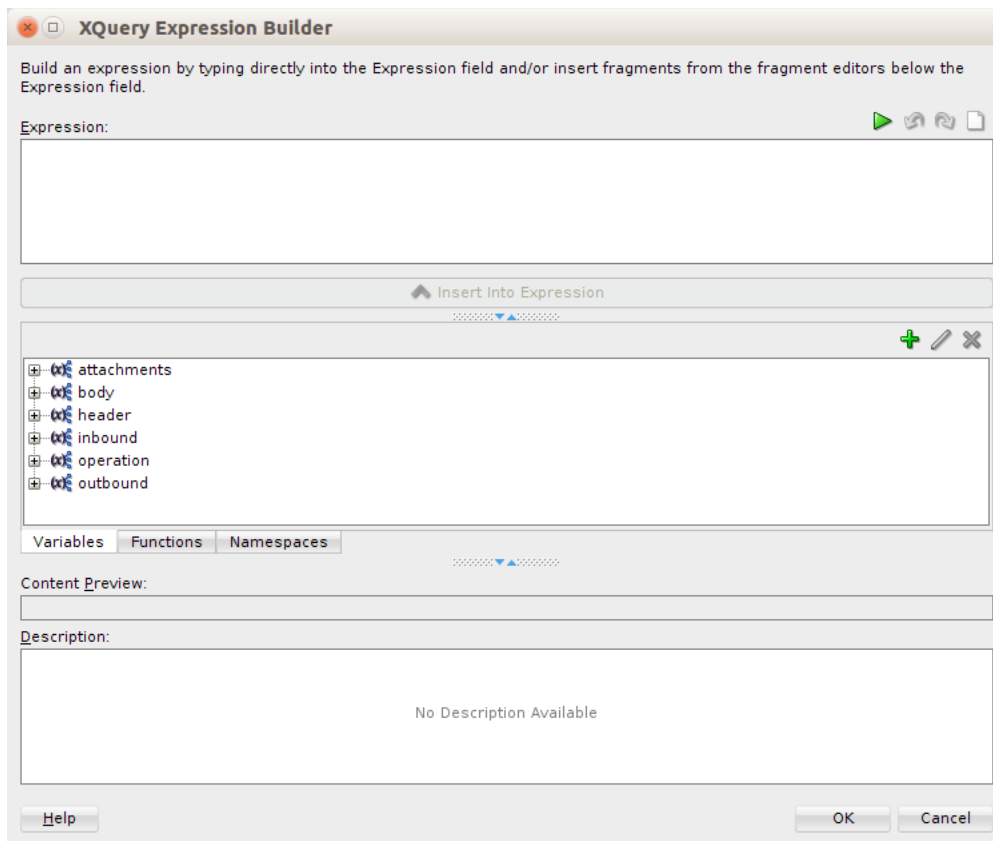 XQuery Expression Builder
Build an expression by typing directly into the Expression field and/or insert fragments from the fragment editors below the
Expression field.
Expression:
Insert Into Expression
attachments
body
header
inbound
operation
outbound
Variables Functions Namespaces
Content Preview:
Description:
No Description Available
Help OK Cancel